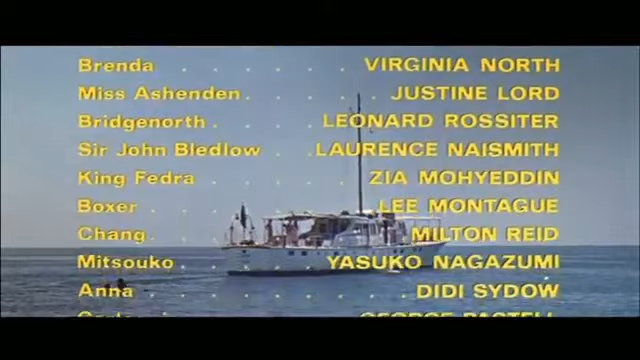 Brenda . . . . . . VIRGINIA NORTH
Miss Ashenden . . . . . JUSTINE LORD
Bridgenorth . . . . LEONARD ROSSITER
Sir John Bledlow . . LAURENCE NAISMITH
King Fedra . . . . . . ZIA MOHYEDDIN
Boxer . . . . . . . . LEE MONTAGUE
Chang . . . . . . . . MILTON REID
Mitsouko . . . . . YASUKO NAGAZUMI
Anna . . . . . . . . . DIDI SYDOW